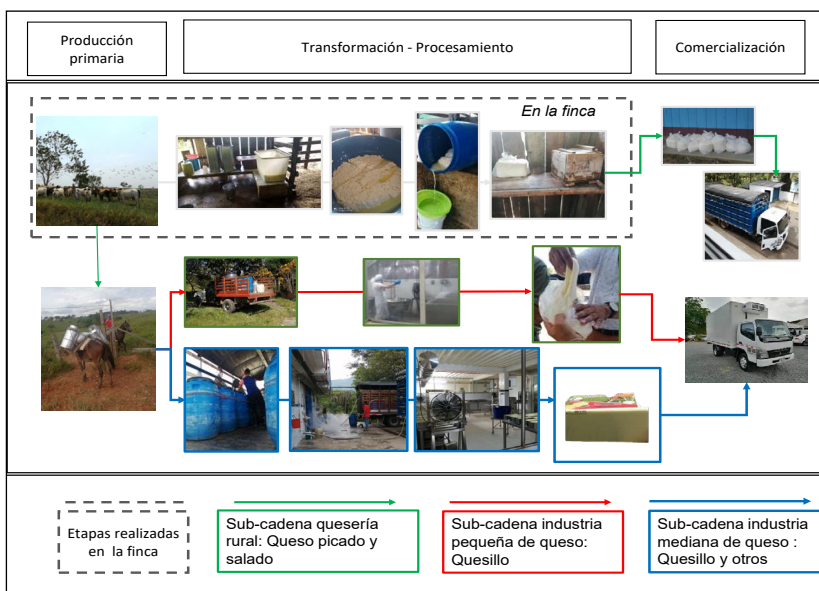 Producción
primaria
Transformación - Procesamiento
Comercialización
En la finca
Etapas realizadas
en la finca
Sub-cadena quesería
rural: Queso picado y
salado
Sub-cadena industria
pequeña de queso:
Quesillo
Sub-cadena industria
mediana de queso :
Quesillo y otros